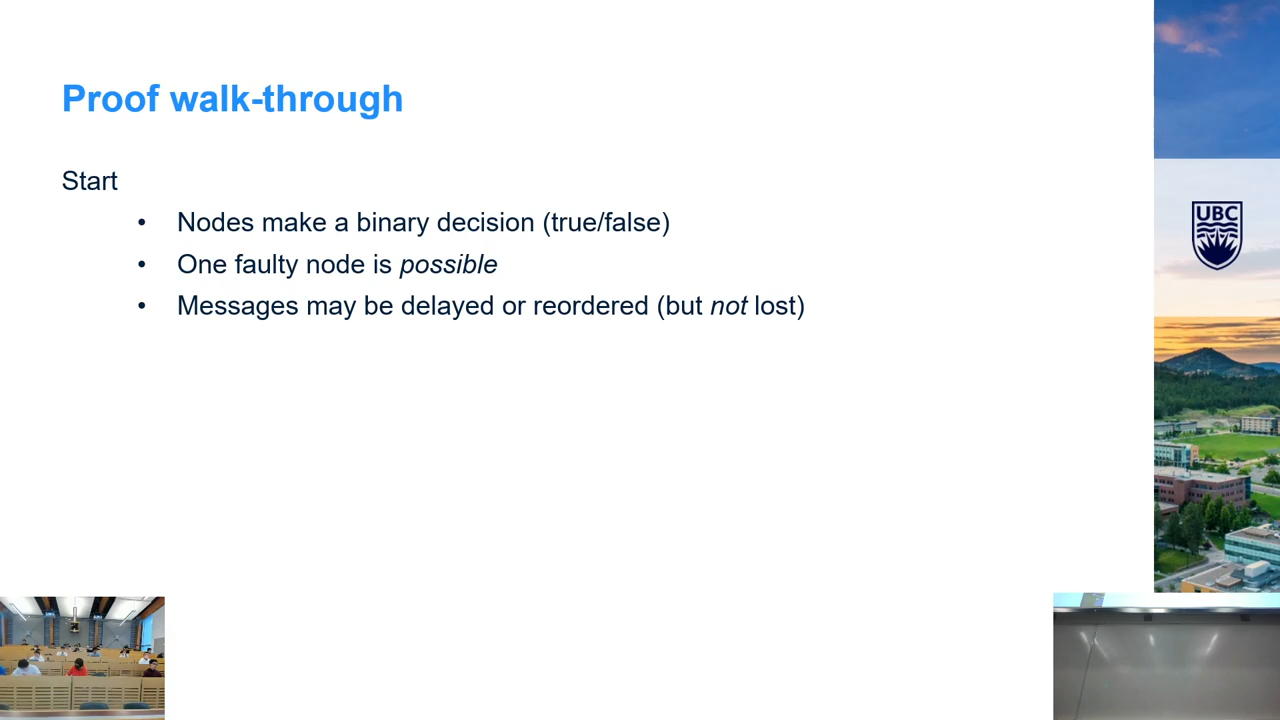 Proof walk-through
Start
• Nodes make a binary decision (true/false)
• One faulty node is possible
• Messages may be delayed or reordered (but not lost)
UBC